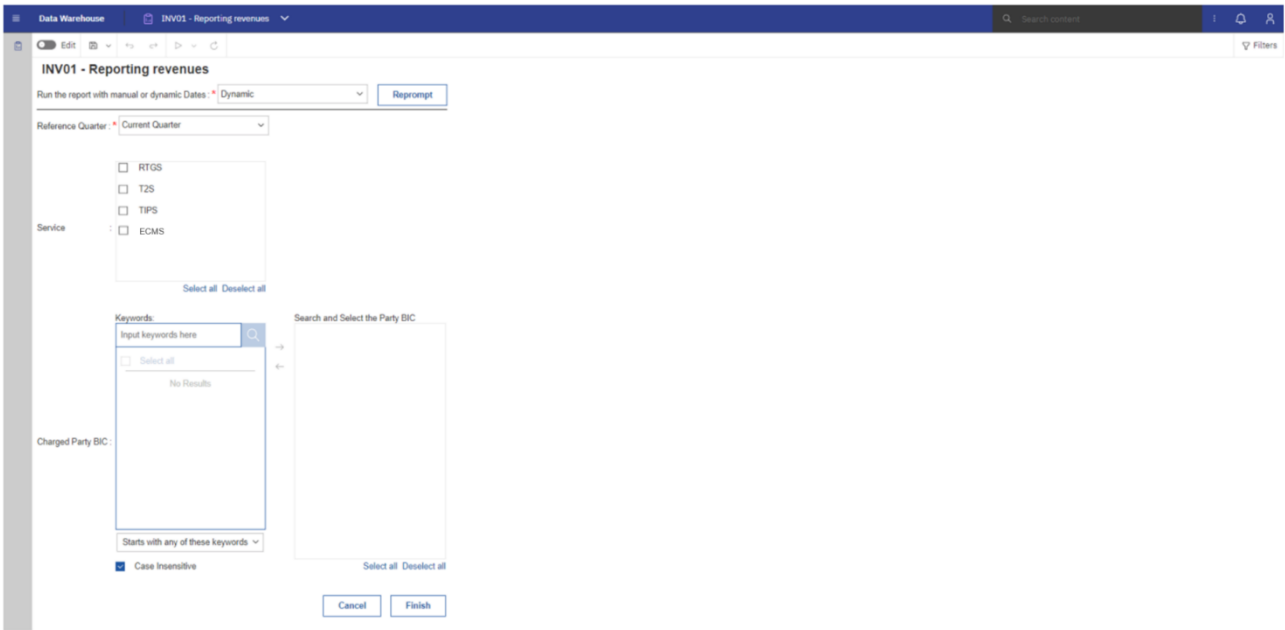 Data Warehouse INV01 - Reporting revenues Search content
Edit Filters
INV01 - Reporting revenues
Run the report with manual or dynamic Dates : * Dynamic Reprompt
Reference Quarter : * Current Quarter
RTGS
T2S
TIPS
Service :
ECMS
Select all Deselect all
Keywords: Search and Select the Party BIC
Input keywords here
Select all
No Results
Charged Party BIC :
Starts with any of these keywords
Case Insensitive Select all Deselect all
Cancel Finish